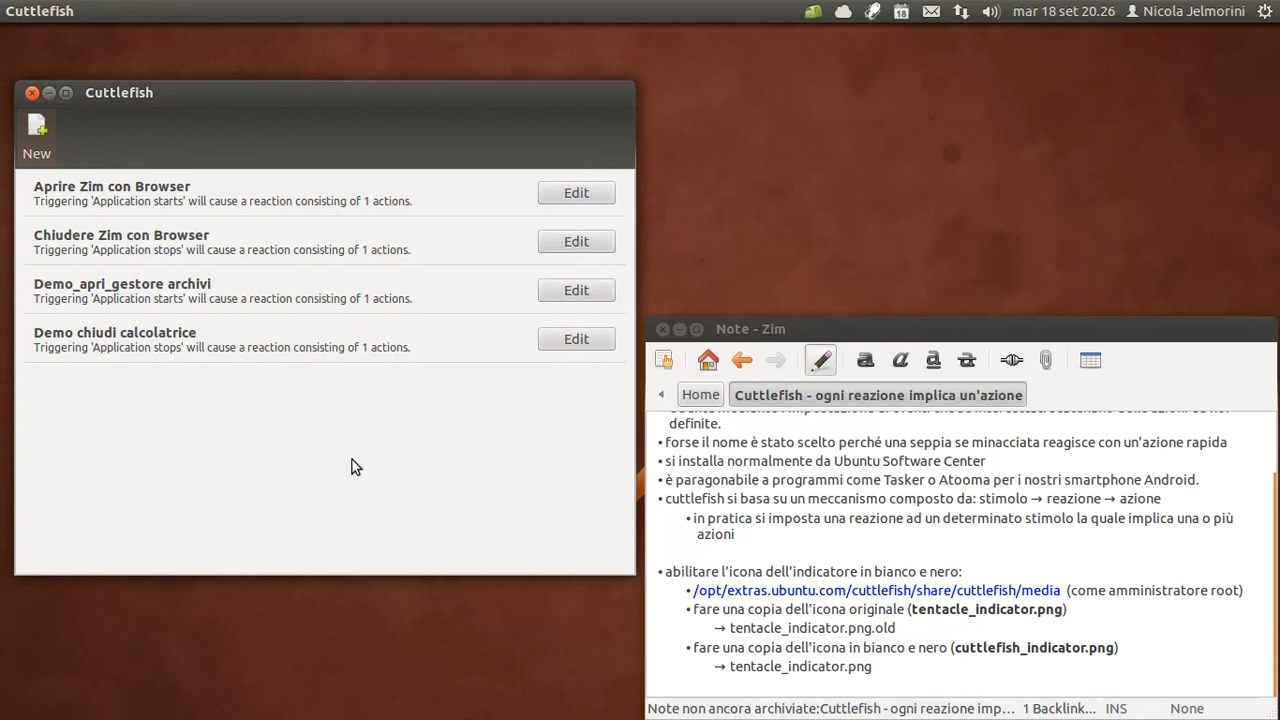 Cuttlefish
18
mar 18 set 20.26
Nicola Jelmorini
Cuttlefish
New
Aprire Zim con Browser
Triggering 'Application starts' will cause a reaction consisting of 1 actions.
Edit
Chiudere Zim con Browser
Triggering 'Application stops' will cause a reaction consisting of 1 actions.
Edit
Demo_apri_gestore archivi
Triggering 'Application starts' will cause a reaction consisting of 1 actions.
Edit
Demo chiudi calcolatrice
Triggering 'Application stops' will cause a reaction consisting of 1 actions.
Edit
Note - Zim
a a a a
Home
Cuttlefish - ogni reazione implica un'azione
definite.
• forse il nome è stato scelto perché una seppia se minacciata reagisce con un'azione rapida
• si installa normalmente da Ubuntu Software Center
• è paragonabile a programmi come Tasker o Atooma per i nostri smartphone Android.
• cuttlefish si basa su un meccanismo composto da: stimolo → reazione → azione
• in pratica si imposta una reazione ad un determinato stimolo la quale implica una o più
azioni
• abilitare l'icona dell'indicatore in bianco e nero:
• /opt/extras.ubuntu.com/cuttlefish/share/cuttlefish/media (come amministratore root)
• fare una copia dell'icona originale (tentacle_indicator.png)
→ tentacle_indicator.png.old
• fare una copia dell'icona in bianco e nero (cuttlefish_indicator.png)
→ tentacle_indicator.png
Note non ancora archiviate:Cuttlefish - ogni reazione imp...
1 Backlink...
INS
None